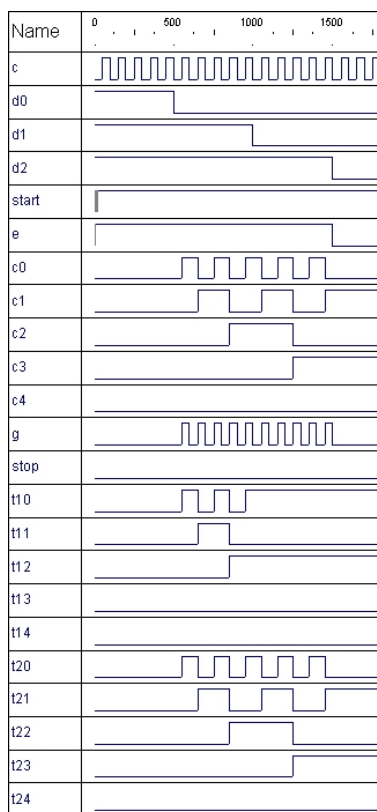 Name 0 500 1000 1500
c
d0
d1
d2
start
e
c0
c1
c2
c3
c4
g
stop
t10
t11
t12
t13
t14
t20
t21
t22
t23
t24